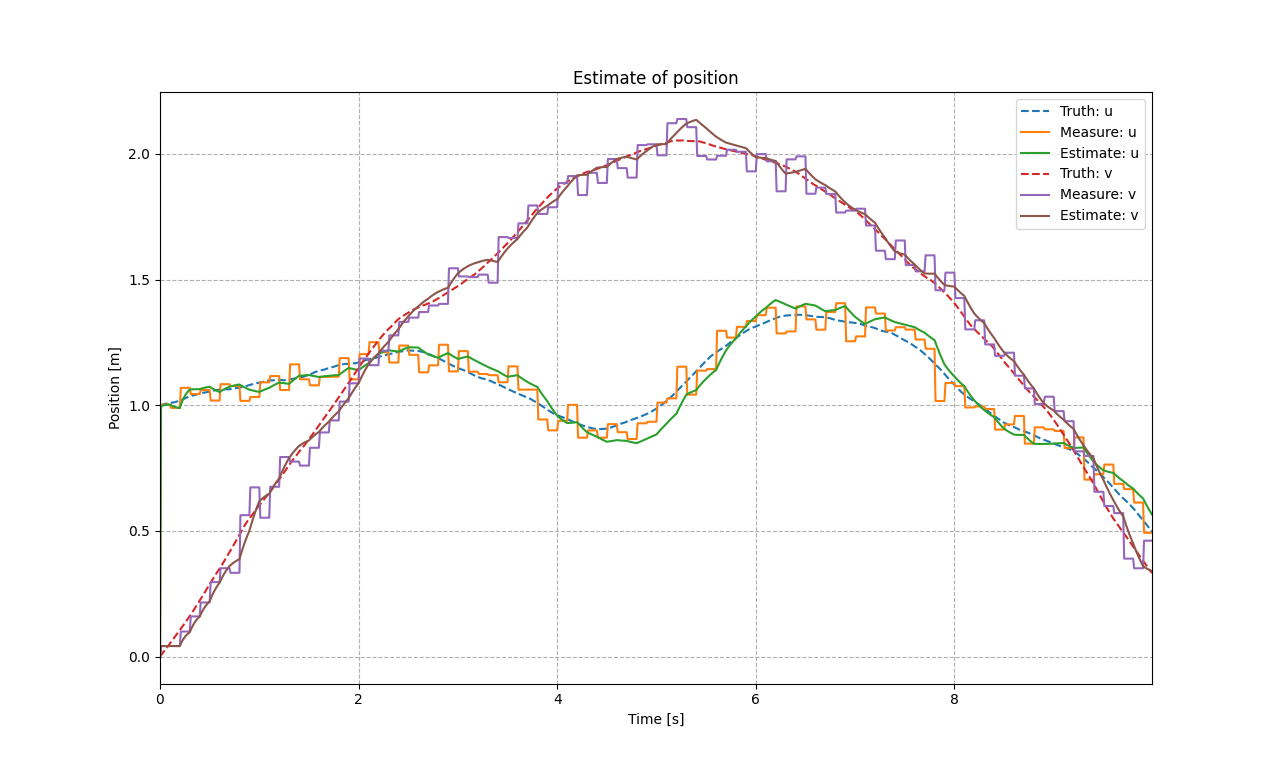 Estimate of position
Truth: u
Measure: u
Estimate: u
Truth: v
Measure: v
Estimate: v
Position [m]
2.0
1.5
1.0
0.5
0.0
0 2 4 6 8
Time [s]